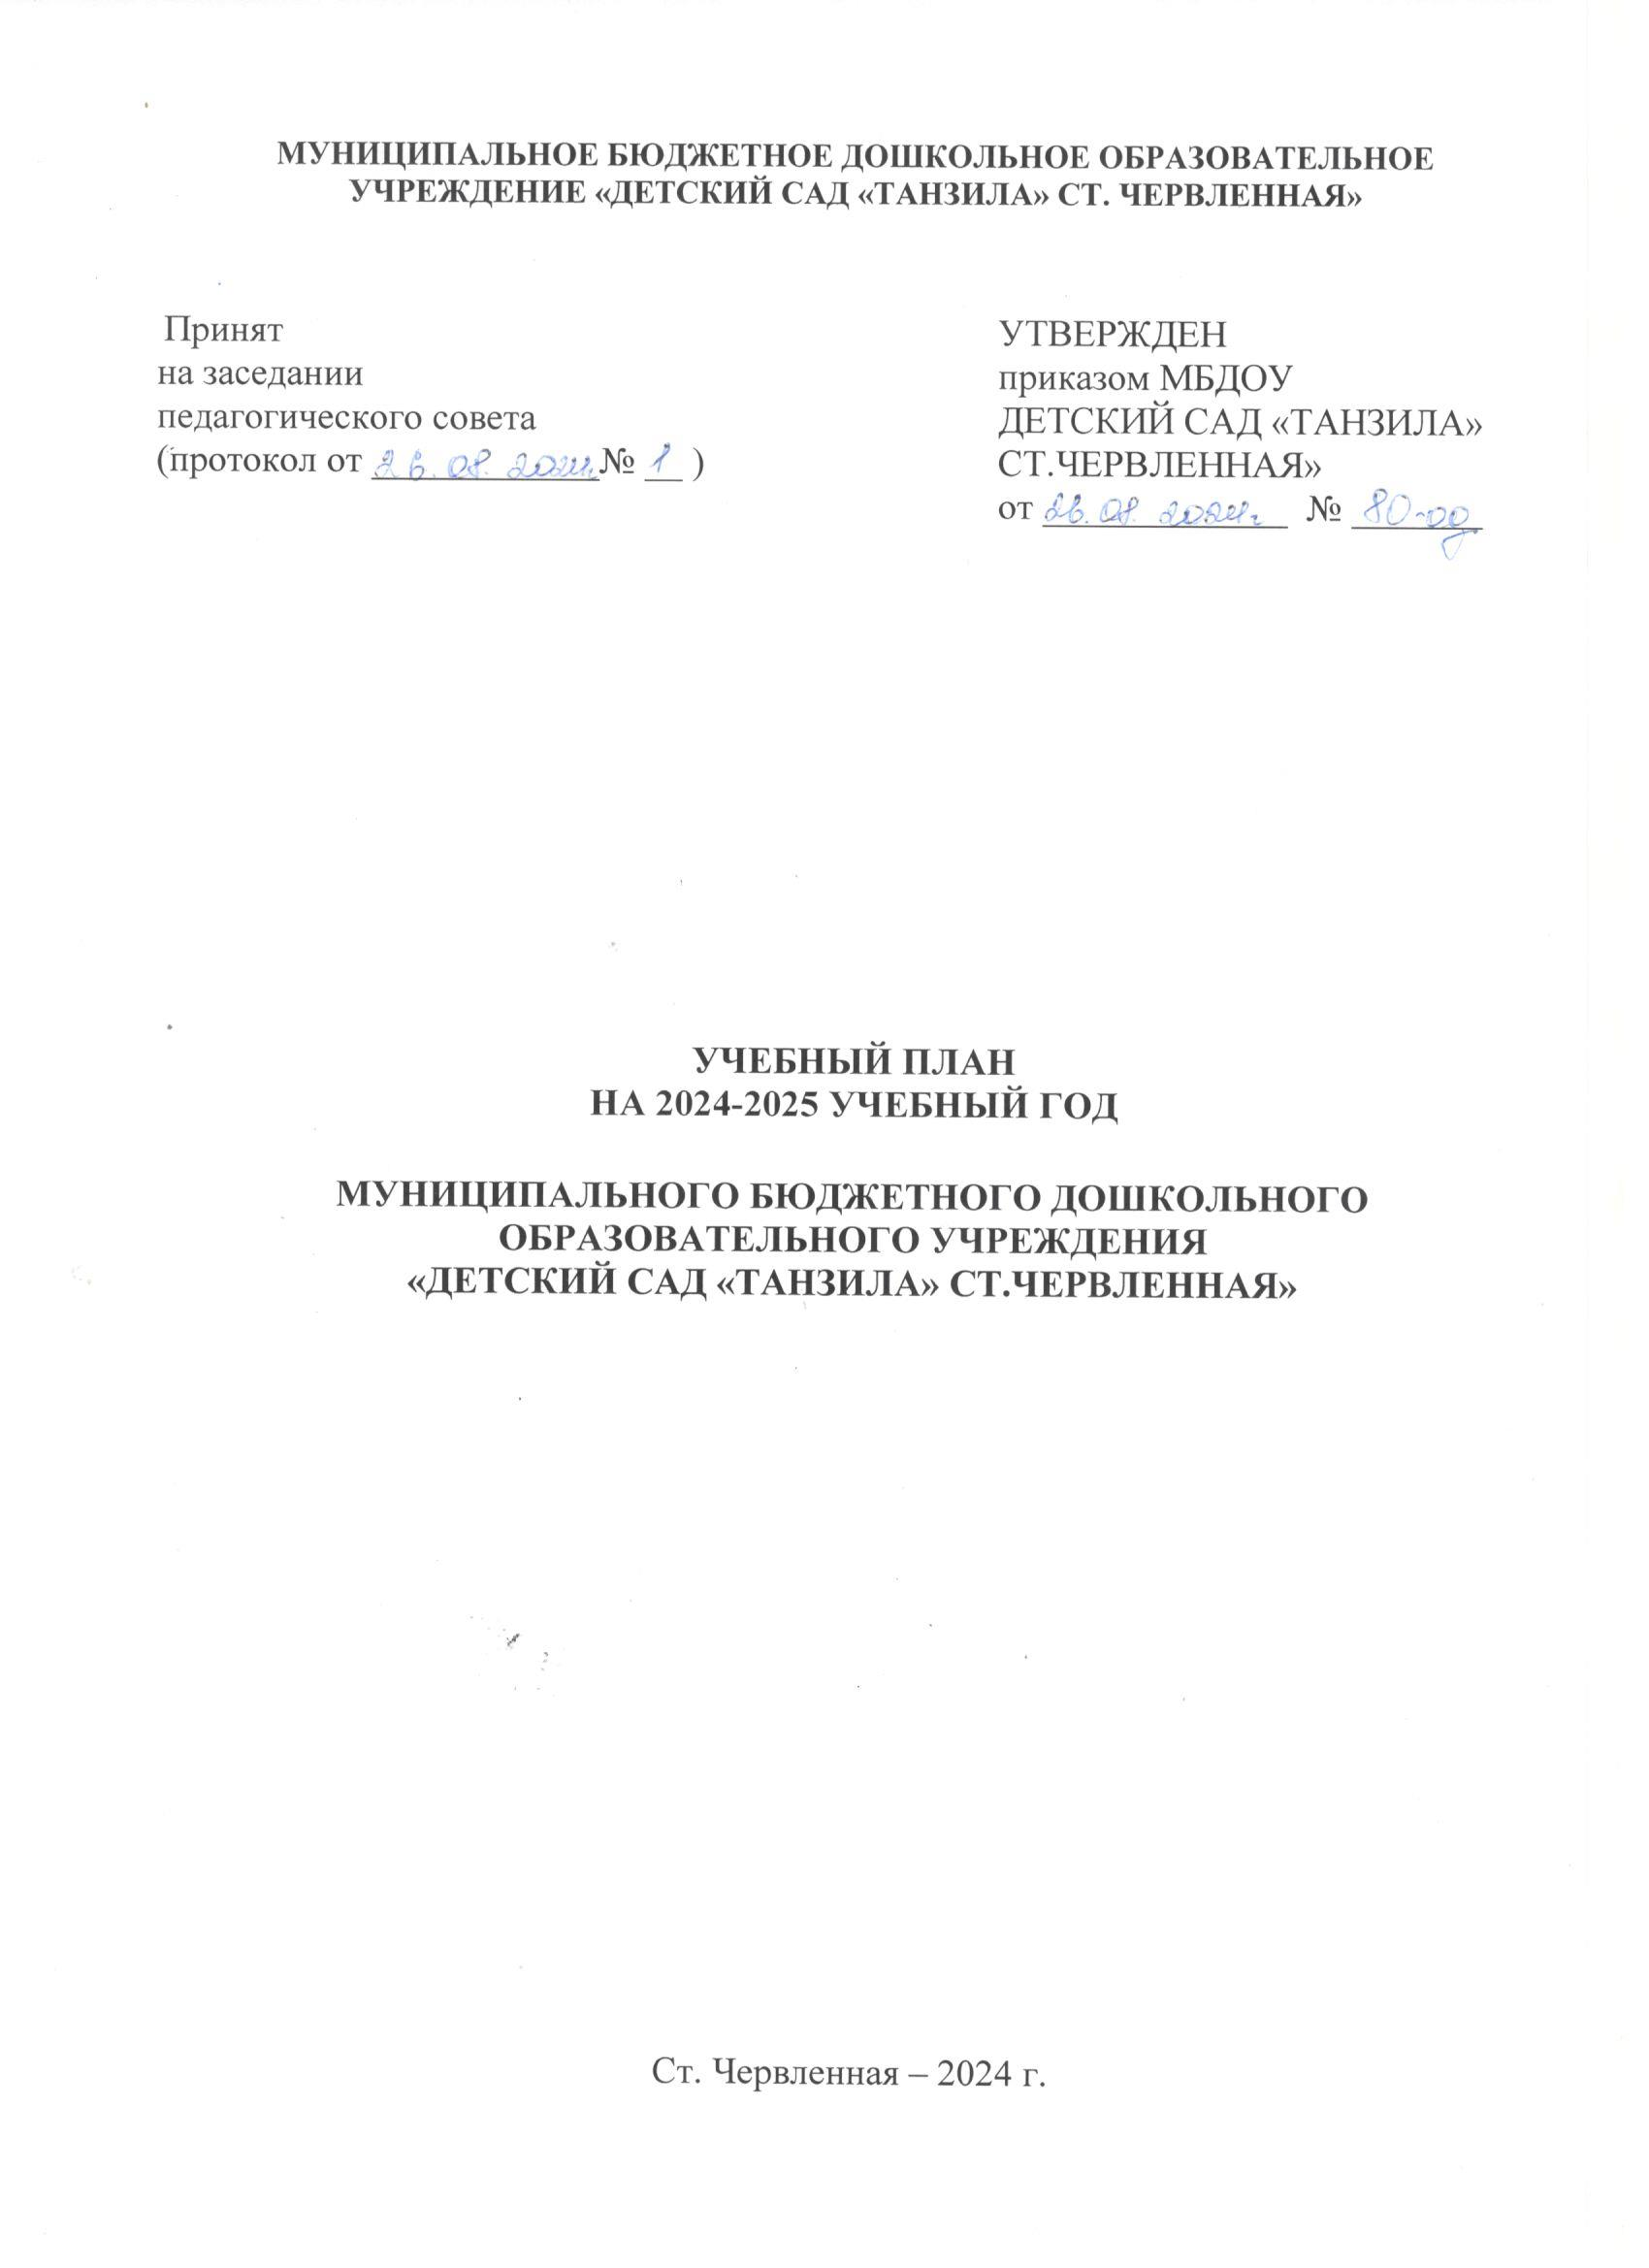 МУНИЦИПАЛЬНОЕ БЮДЖЕТНОЕ ДОШКОЛЬНОЕ ОБРАЗОВАТЕЛЬНОЕ
УЧРЕЖДЕНИЕ «ДЕТСКИЙ САД «ТАНЗИЛА» СТ. ЧЕРВЛЕННАЯ»
Принят
на заседании
педагогического совета
(протокол от 26.08.2024г. № 1 )
УТВЕРЖДЕН
приказом МБДОУ
ДЕТСКИЙ САД «ТАНЗИЛА»
СТ.ЧЕРВЛЕННАЯ»
от 26.08.2024г № 80-од
УЧЕБНЫЙ ПЛАН
НА 2024-2025 УЧЕБНЫЙ ГОД
МУНИЦИПАЛЬНОГО БЮДЖЕТНОГО ДОШКОЛЬНОГО
ОБРАЗОВАТЕЛЬНОГО УЧРЕЖДЕНИЯ
«ДЕТСКИЙ САД «ТАНЗИЛА» СТ.ЧЕРВЛЕННАЯ»
Ст. Червленная – 2024 г.